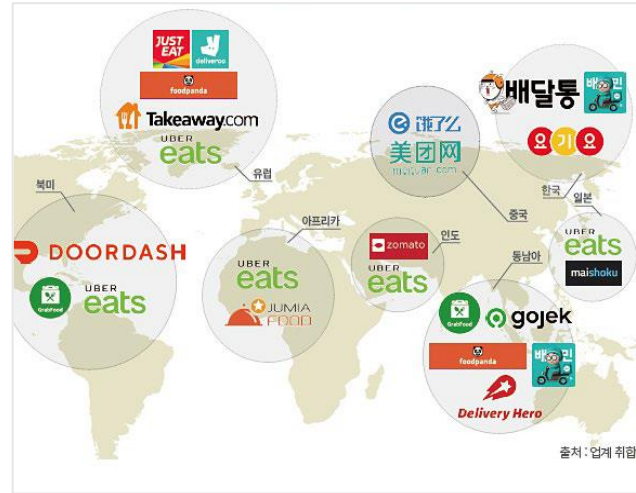 JUST
EAT
deliveroo
foodpanda
Takeaway.com
UBER
eats
유럽
饿了么
美团网
meituan.com
중국
배달통
배민
요기요
한국
일본
UBER
eats
maishoku
북미
DOORDASH
GrabFood
UBER
eats
아프리카
UBER
eats
JUMIA
FOOD
인도
zomato
UBER
eats
동남아
GrabFood
gojek
foodpanda
배민
Delivery Hero
출처 : 업계 취합